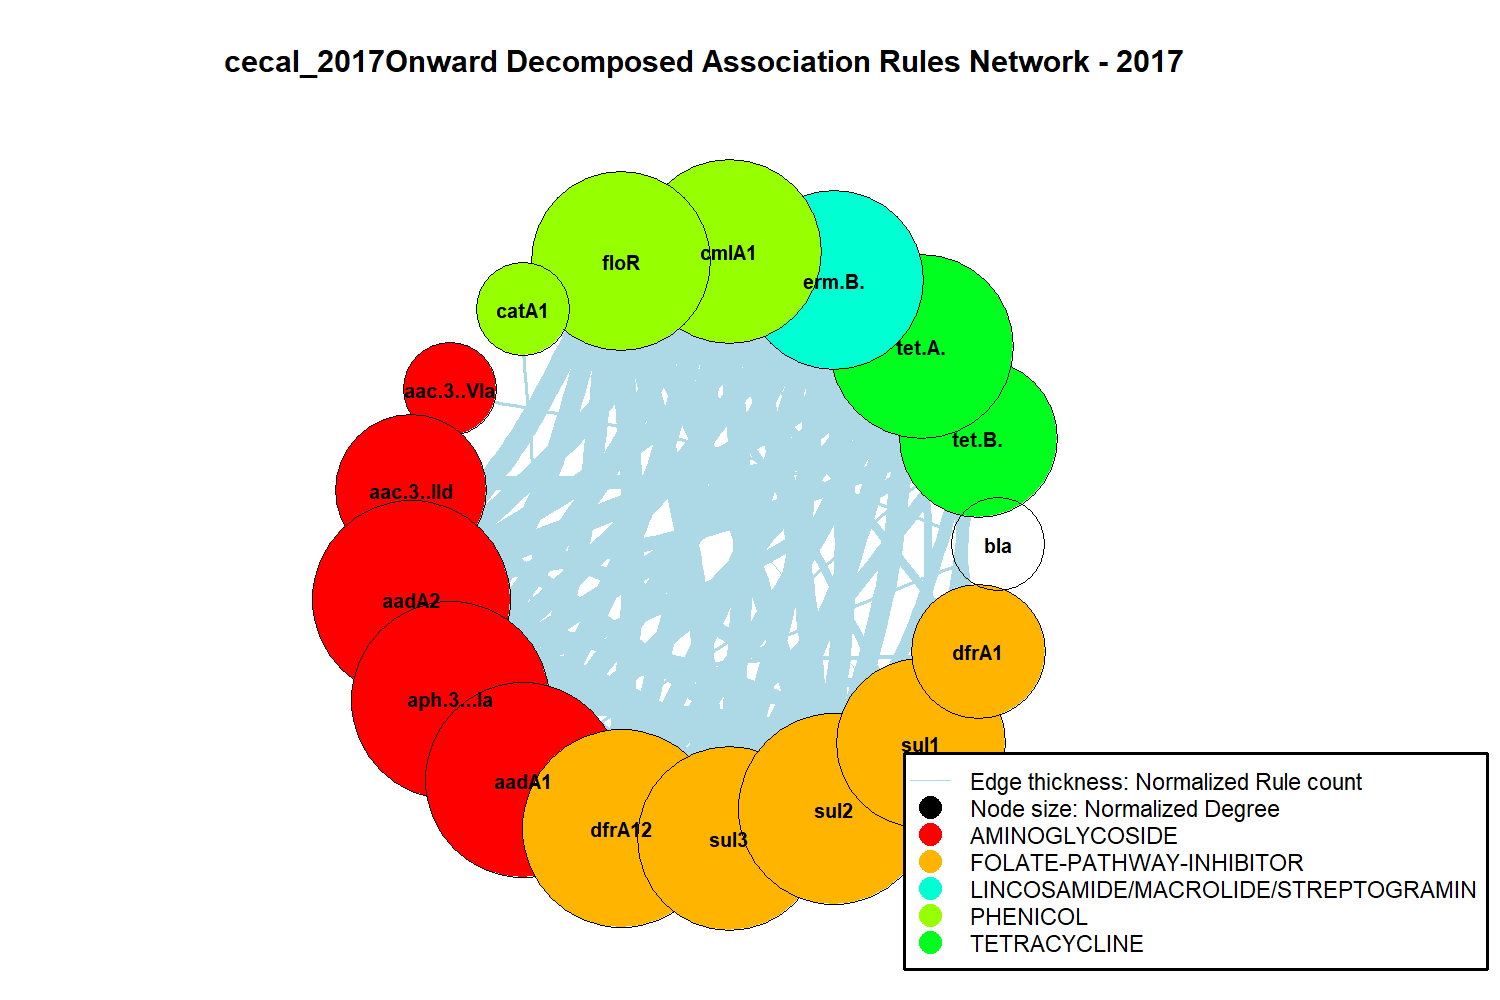 cecal_2017Onward Decomposed Association Rules Network - 2017
cmlA1
floR
erm.B.
catA1
tet.A.
aac.3..VIa
tet.B.
aac.3..IId
bla
aadA2
dfrA1
aph.3...Ia
sul1
aadA1
sul2
dfrA12
sul3
Edge thickness: Normalized Rule count
Node size: Normalized Degree
AMINOGLYCOSIDE
FOLATE-PATHWAY-INHIBITOR
LINCOSAMIDE/MACROLIDE/STREPTOGRAMIN
PHENICOL
TETRACYCLINE